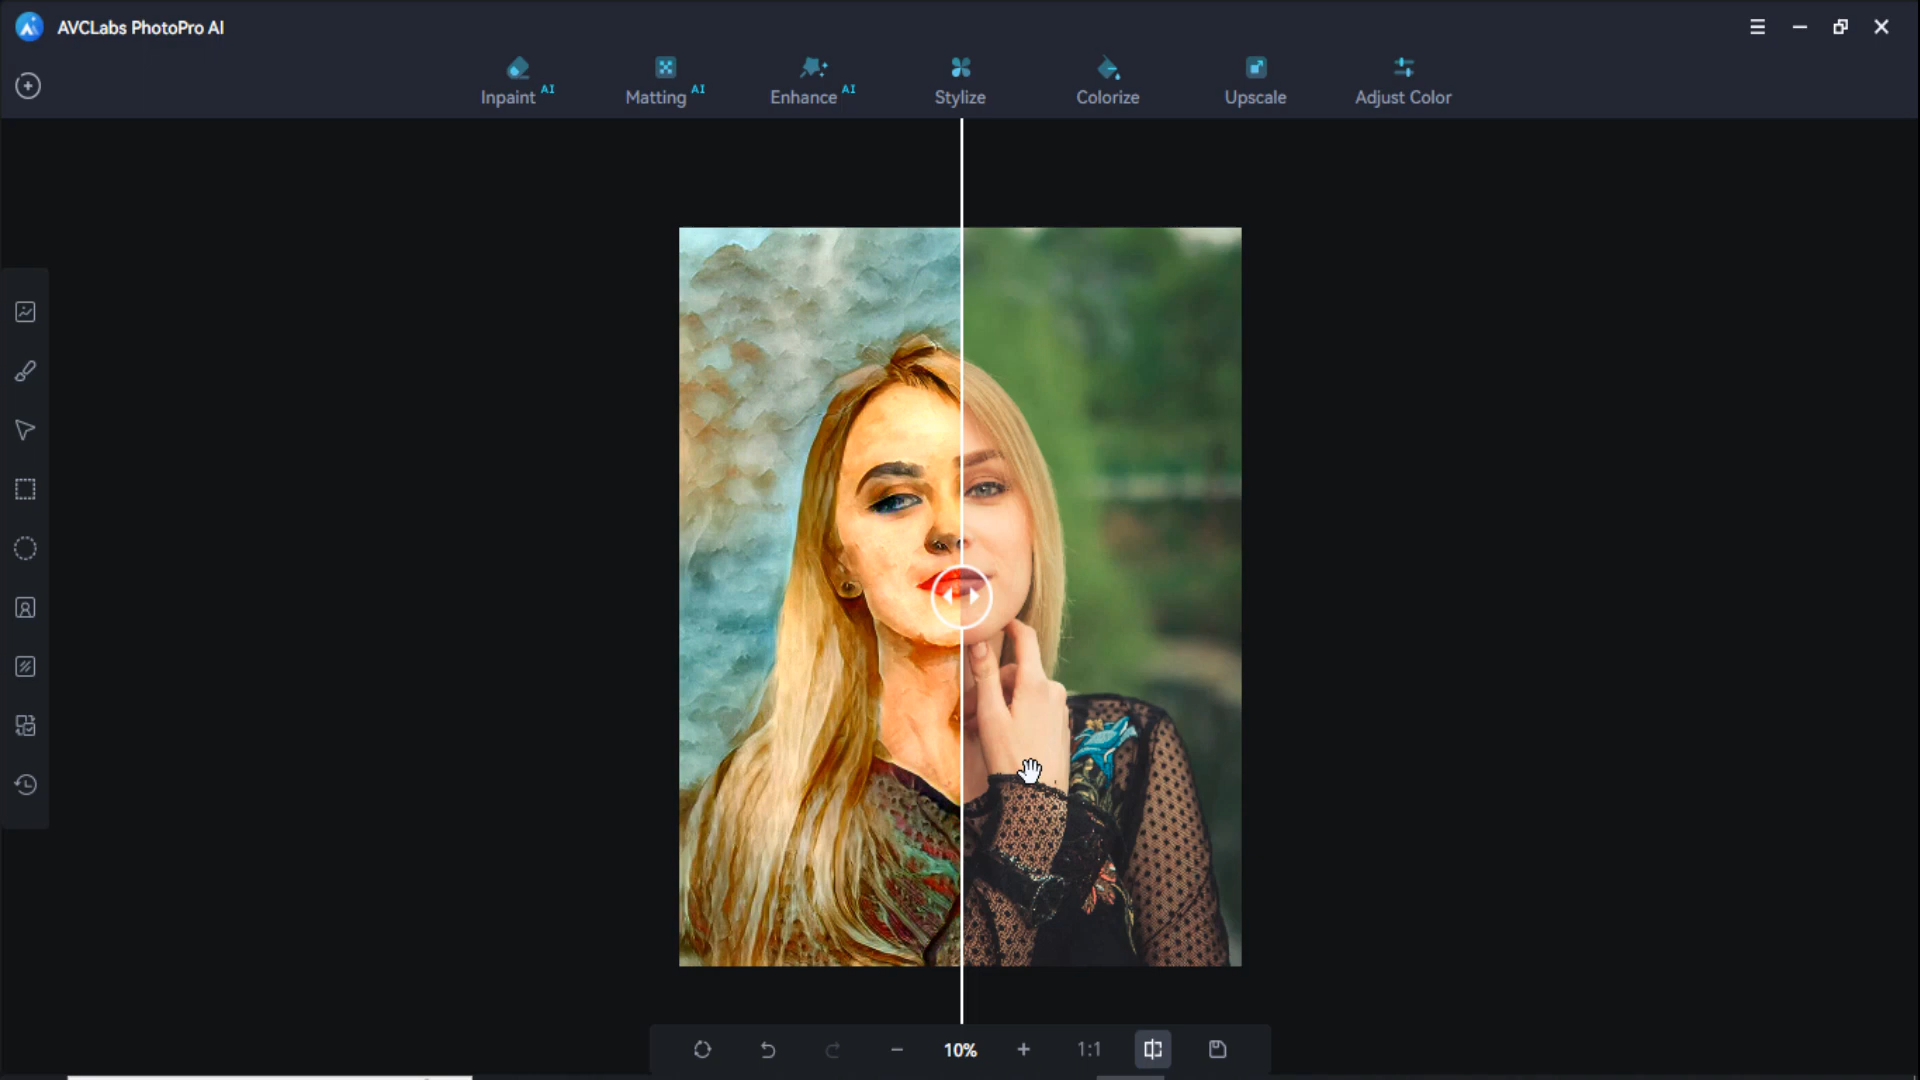 AVCLabs PhotoPro AI
Inpaint AI
Matting AI
Enhance AI
Stylize
Colorize
Upscale
Adjust Color
10%
1:1